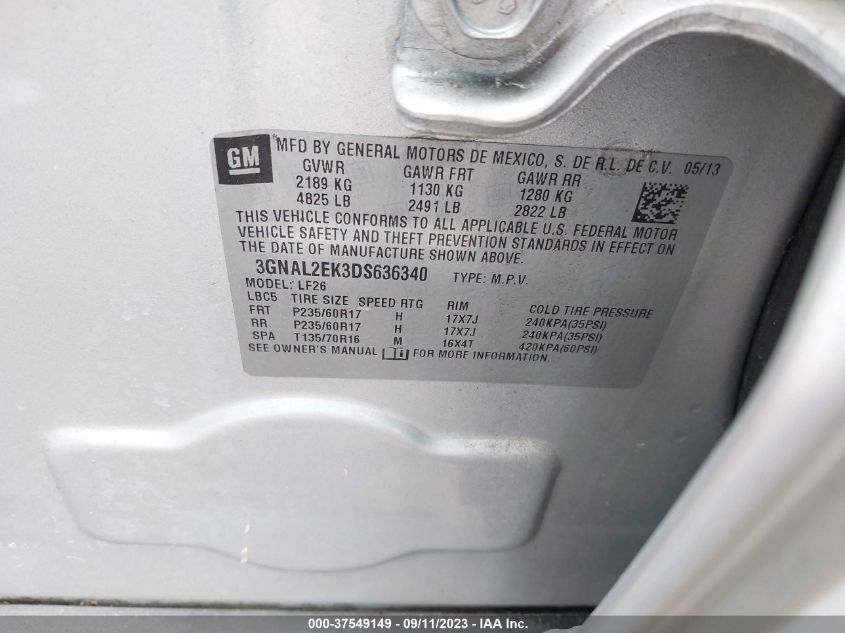 GM
*MFD BY GENERAL MOTORS DE MEXICO, S. DE R.L. DE C.V. 05/13
GVWR GAWR FRT GAWR RR
2189 KG 1130 KG 1280 KG
4825 LB 2491 LB 2822 LB
THIS VEHICLE CONFORMS TO ALL APPLICABLE U.S. FEDERAL MOTOR
VEHICLE SAFETY AND THEFT PREVENTION STANDARDS IN EFFECT ON
THE DATE OF MANUFACTURE SHOWN ABOVE.
3GNAL2EK3DS636340 TYPE: M.P.V.
MODEL: LF26
LBC5 TIRE SIZE SPEED RTG RIM COLD TIRE PRESSURE
FRT P235/60R17 H 17X7J 240KPA(35PSI)
RR P235/60R17 H 17X7J 240KPA(35PSI)
SPA T135/70R16 M 16X4T 420KPA(60PSI)
SEE OWNER'S MANUAL FOR MORE INFORMATION.
000-37549149 - 09/11/2023 - IAA Inc.